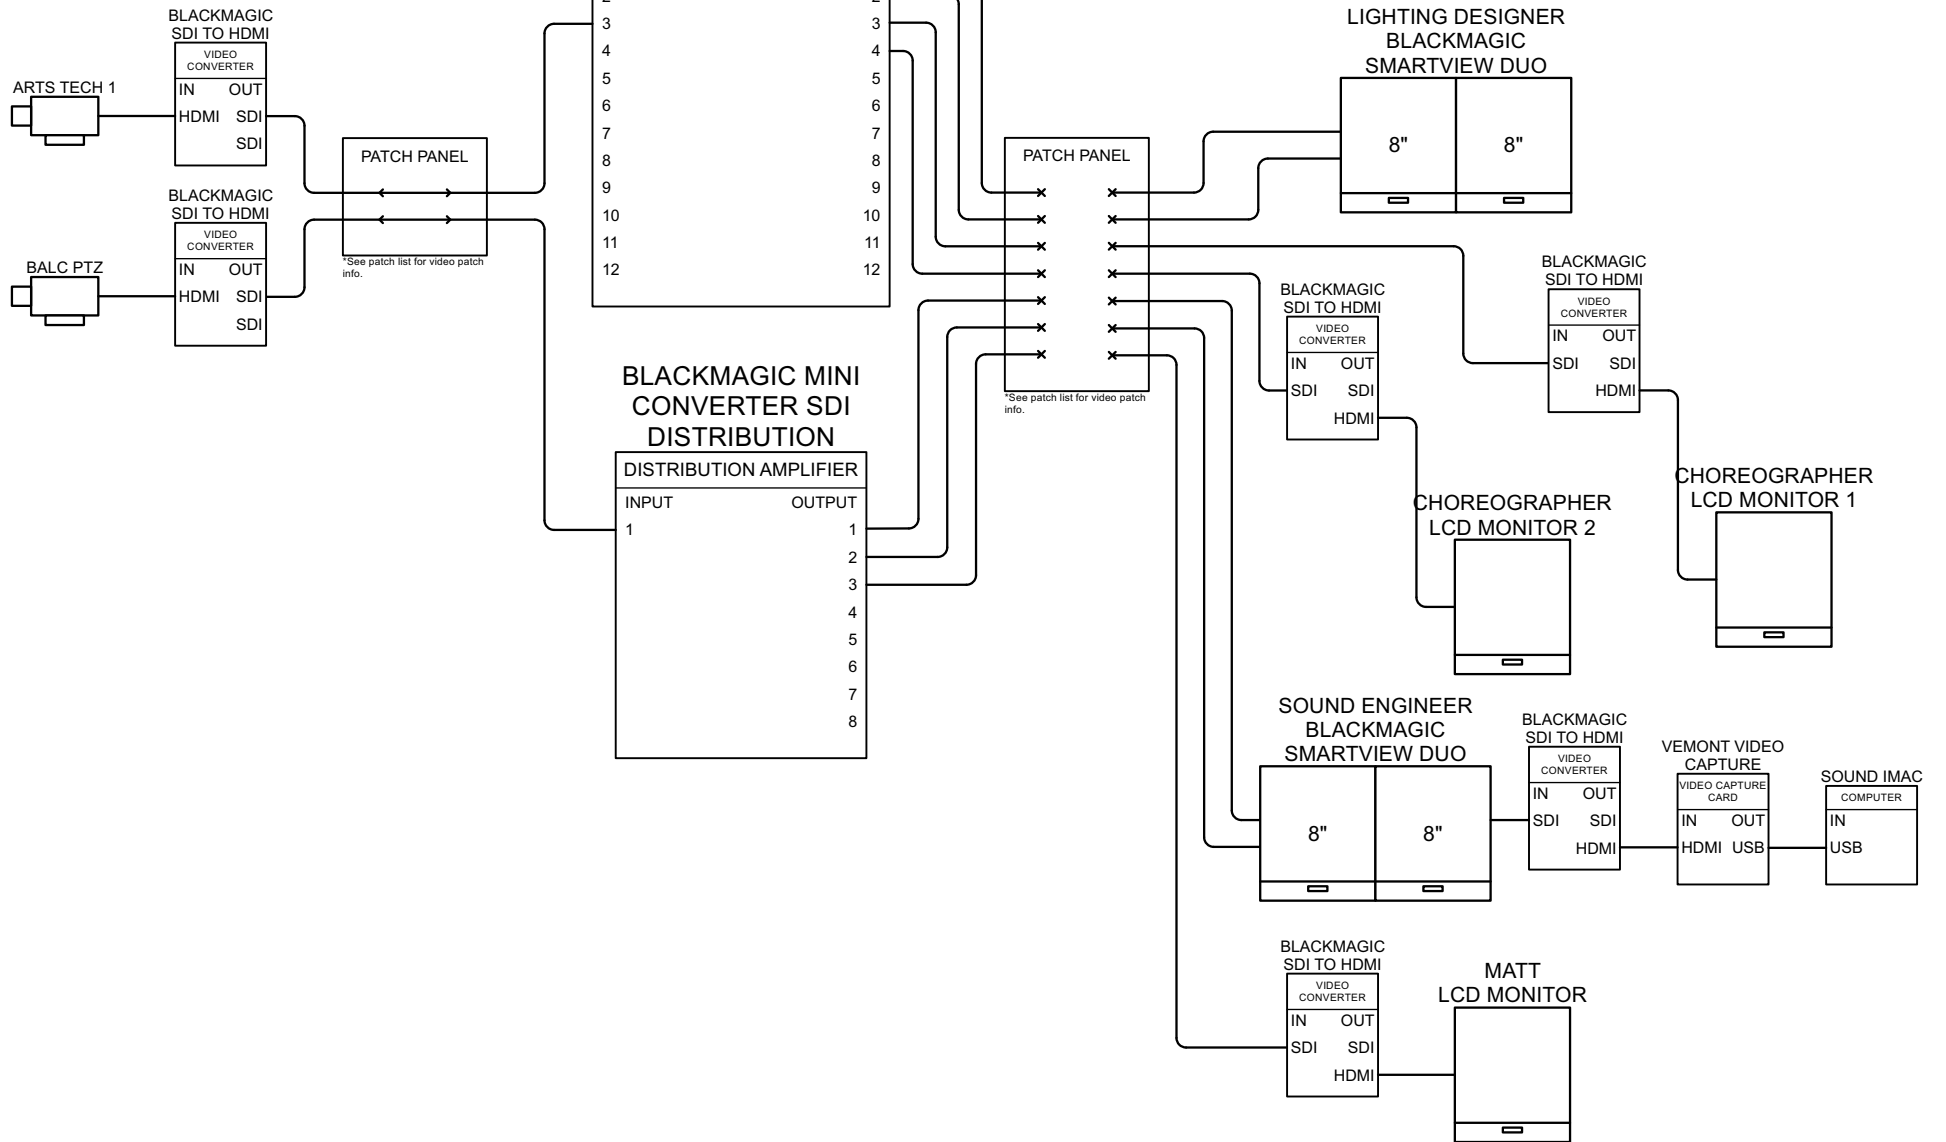 BLACKMAGIC
SDI TO HDMI
VIDEO
CONVERTER
IN OUT
HDMI SDI
SDI
ARTS TECH 1
BLACKMAGIC
SDI TO HDMI
VIDEO
CONVERTER
IN OUT
HDMI SDI
SDI
BALC PTZ
PATCH PANEL
*See patch list for video patch
info.
3 3
4 4
5 5
6 6
7 7
8 8
9 9
10 10
11 11
12 12
BLACKMAGIC MINI
CONVERTER SDI
DISTRIBUTION
DISTRIBUTION AMPLIFIER
INPUT OUTPUT
1 1
2
3
4
5
6
7
8
PATCH PANEL
*See patch list for video patch
info.
LIGHTING DESIGNER
BLACKMAGIC
SMARTVIEW DUO
8" 8"
BLACKMAGIC
SDI TO HDMI
VIDEO
CONVERTER
IN OUT
SDI SDI
HDMI
BLACKMAGIC
SDI TO HDMI
VIDEO
CONVERTER
IN OUT
SDI SDI
HDMI
CHOREOGRAPHER
LCD MONITOR 2
CHOREOGRAPHER
LCD MONITOR 1
SOUND ENGINEER
BLACKMAGIC
SMARTVIEW DUO
8" 8"
BLACKMAGIC
SDI TO HDMI
VIDEO
CONVERTER
IN OUT
SDI SDI
HDMI
VEMONT VIDEO
CAPTURE
VIDEO CAPTURE
CARD
IN OUT
HDMI USB
SOUND IMAC
COMPUTER
IN
USB
BLACKMAGIC
SDI TO HDMI
VIDEO
CONVERTER
IN OUT
SDI SDI
HDMI
MATT
LCD MONITOR